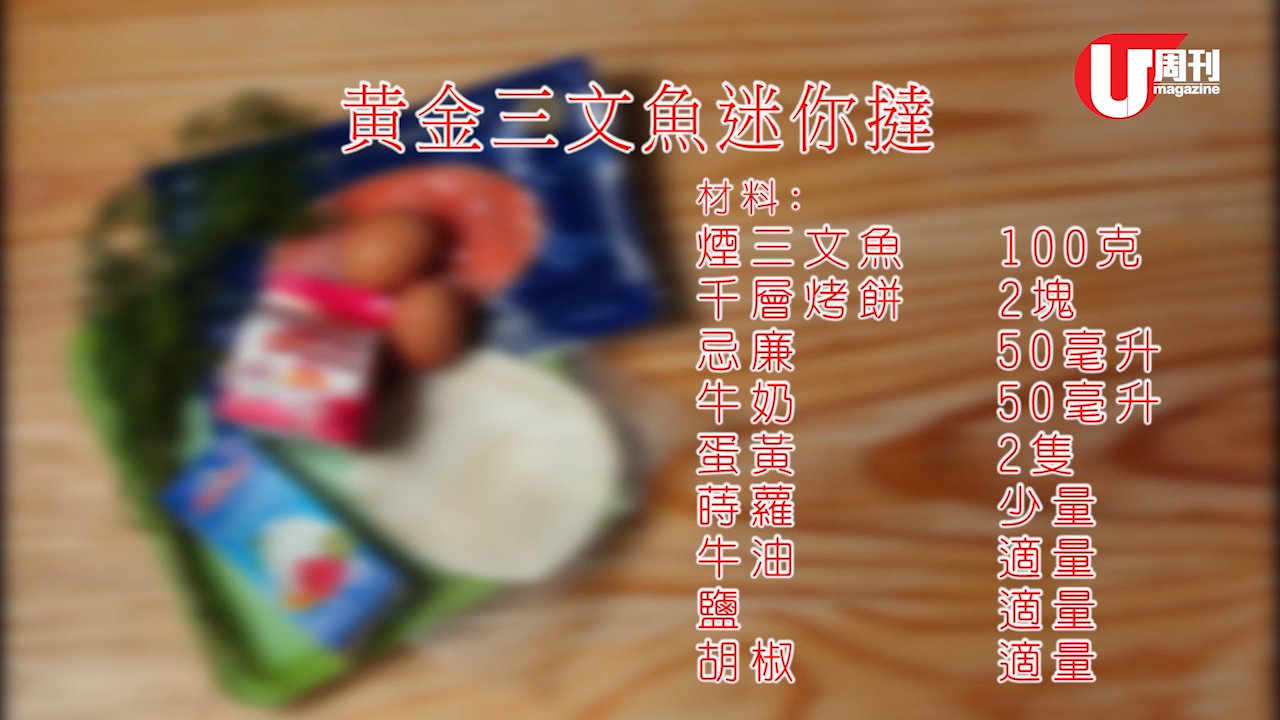 U周刊
magazine
黃金三文魚迷你撻
材料:
煙三文魚 100克
千層烤餅 2塊
忌廉 50毫升
牛奶 50毫升
蛋黃 2隻
蒔蘿 少量
牛油 適量
鹽 適量
胡椒 適量